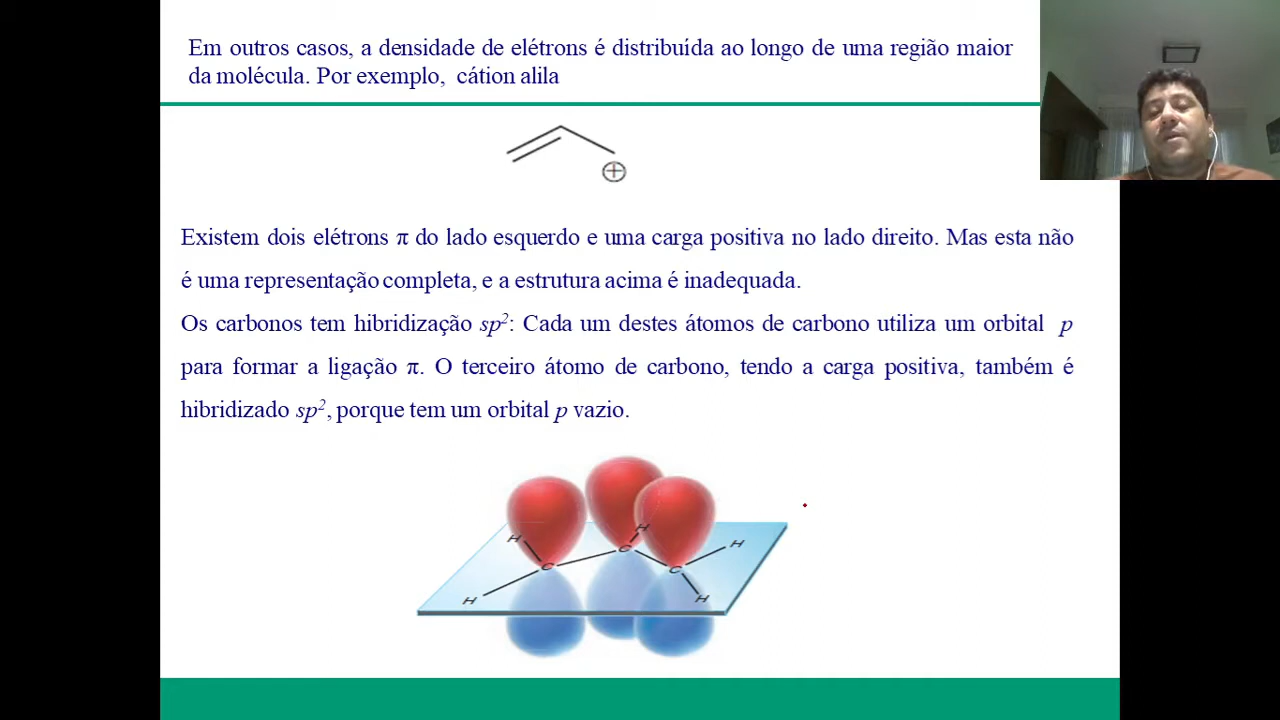 Em outros casos, a densidade de elétrons é distribuída ao longo de uma região maior
da molécula. Por exemplo, cátion alila
+
Existem dois elétrons π do lado esquerdo e uma carga positiva no lado direito. Mas esta não
é uma representação completa, e a estrutura acima é inadequada.
Os carbonos tem hibridização sp²: Cada um destes átomos de carbono utiliza um orbital p
para formar a ligação π. O terceiro átomo de carbono, tendo a carga positiva, também é
hibridizado sp², porque tem um orbital p vazio.
H
H
H
C
C
C
H
H